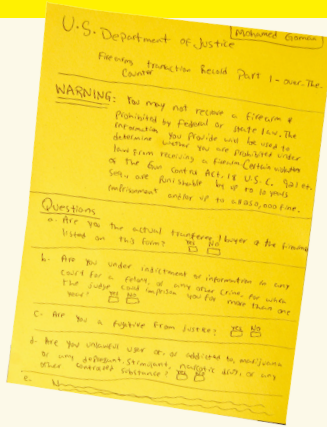 Mohamed
U.S. Department of Justice
Firearms transaction Recold Part 1 - over. The.
Counter
WARNING: You may not receive a firearm if
Prohibited by Federal or state law. The
information you Provide will be used to
determine whether you are prohibited under
law from receiving a firearm. Certain
of the Gun Control Act, 18 U.S.C. 921 et.
are Punishable by up to 10 years
imprisonment and/or up to a $250,000 fine.
Questions
a. Are you the actual transferee / buyer of the
listed on this form? Yes No
b. Are you under indictment or information in any
court for a felony, or any other crime, for which
the judge could imprison you for more than one
year? Yes No
c. Are you a fugitive from justice? Yes No
d. Are you unlawful user of, or addicted to, marijuana
or any depressant, stimulant, narcotic drug, or any
other controlled substance?
e.